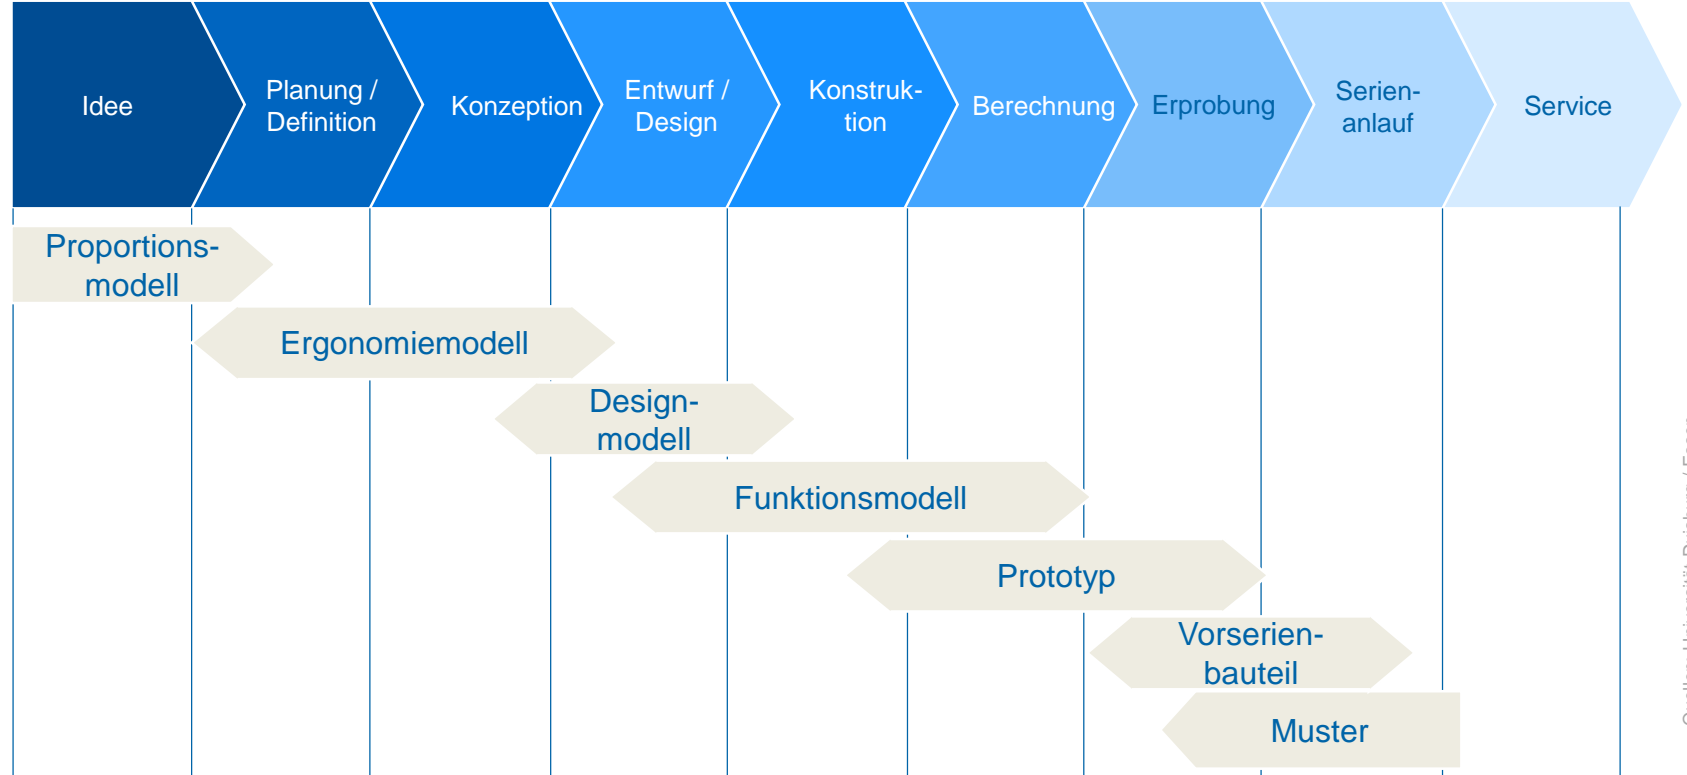 Idee
Planung /
Definition
Konzeption
Entwurf /
Design
Konstruk-
tion
Berechnung
Erprobung
Serien-
anlauf
Service
Proportions-
modell
Ergonomiemodell
Design-
modell
Funktionsmodell
Prototyp
Vorserien-
bauteil
Muster